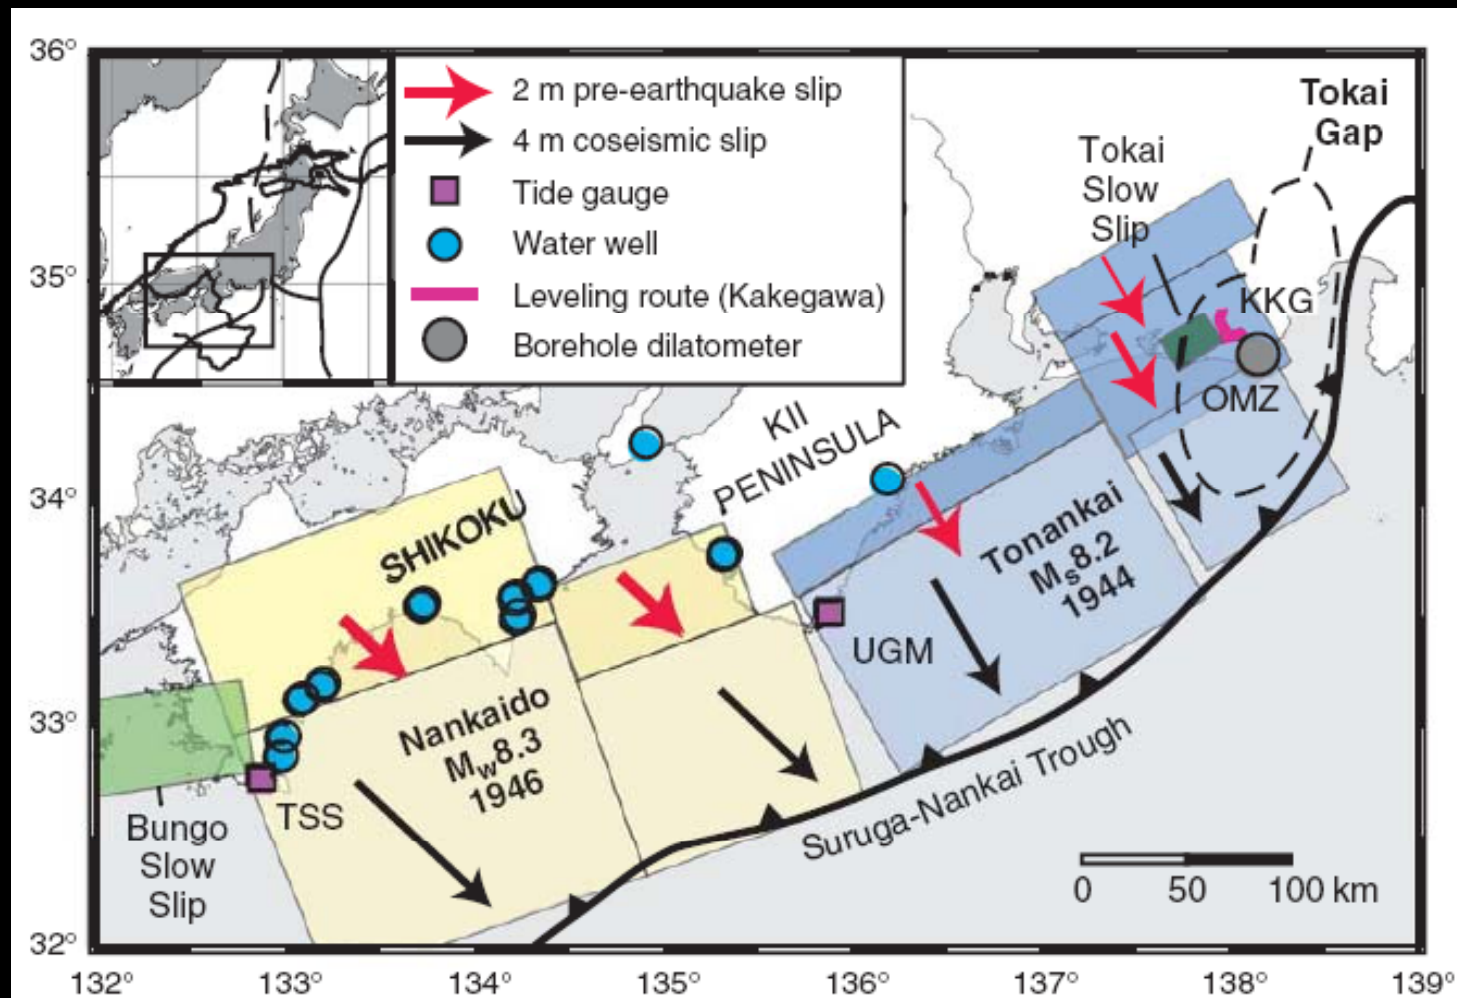 36°
35°
34°
33°
32°
132°
133°
134°
135°
136°
137°
138°
139°
2 m pre-earthquake slip
4 m coseismic slip
Tide gauge
Water well
Leveling route (Kakegawa)
Borehole dilatometer
Tokai
Gap
Tokai
Slow
Slip
KKG
OMZ
KII
PENINSULA
SHIKOKU
Tonankai
Ms8.2
1944
UGM
Nankaido
Mw8.3
1946
TSS
Bungo
Slow
Slip
Suruga-Nankai Trough
0 50 100 km